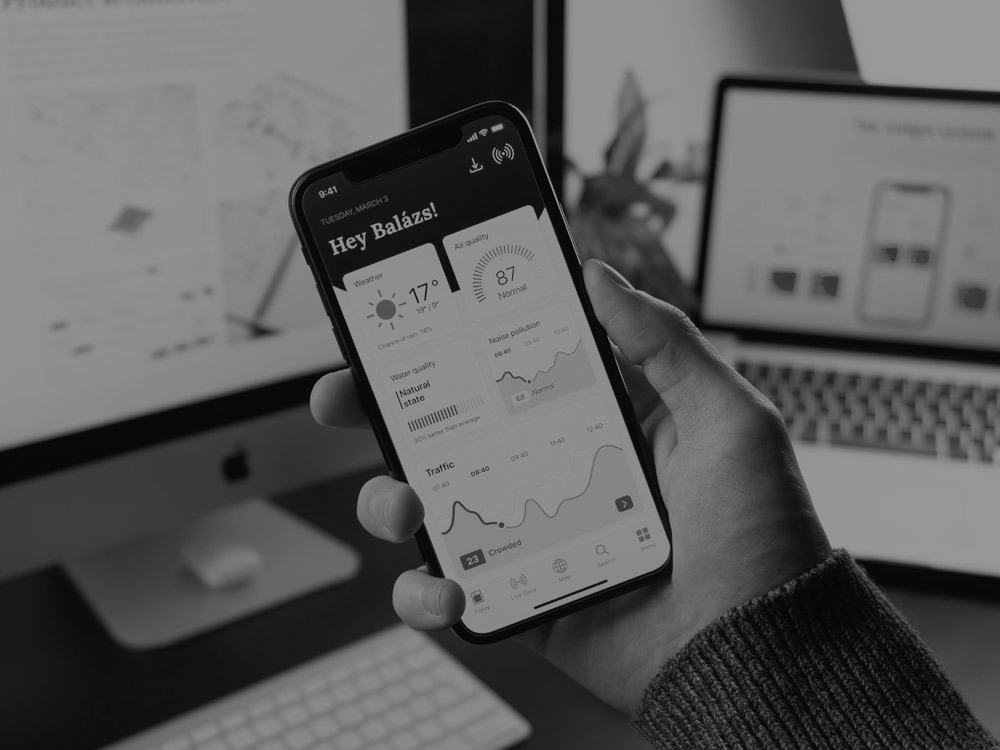 9:41
TUESDAY, MARCH 3
Hey Balázs!
Weather
17°
19° / 9°
Chance of rain: 14%
Air quality
87
Normal
Water quality
Natural
state
30% better than average
Noise pollution
08:40 09:40 10:40
68 Normal
Traffic
07:40 08:40 09:40 11:40 12:40
23 Crowded
Today Live Data Map Search Menu